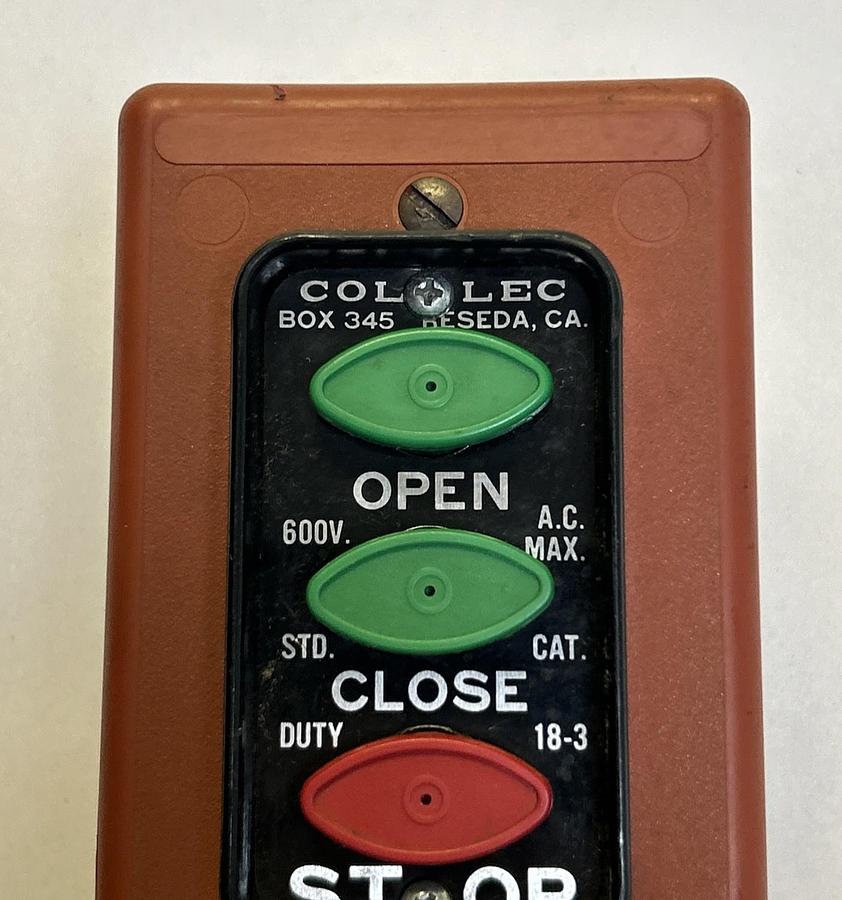 COL LEC
BOX 345 RESEDA, CA.
OPEN
600V. A.C.
MAX.
STD. CAT.
CLOSE
DUTY 18-3
STOP